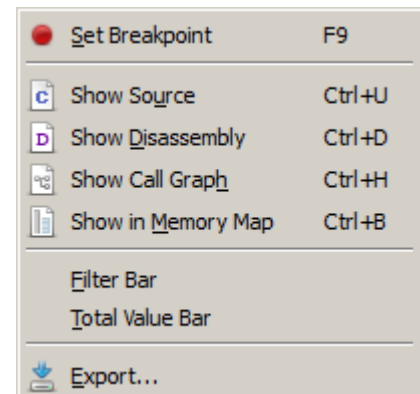 Set Breakpoint F9
C Show Source Ctrl+U
D Show Disassembly Ctrl+D
Show Call Graph Ctrl+H
Show in Memory Map Ctrl+B
Filter Bar
Total Value Bar
Export...